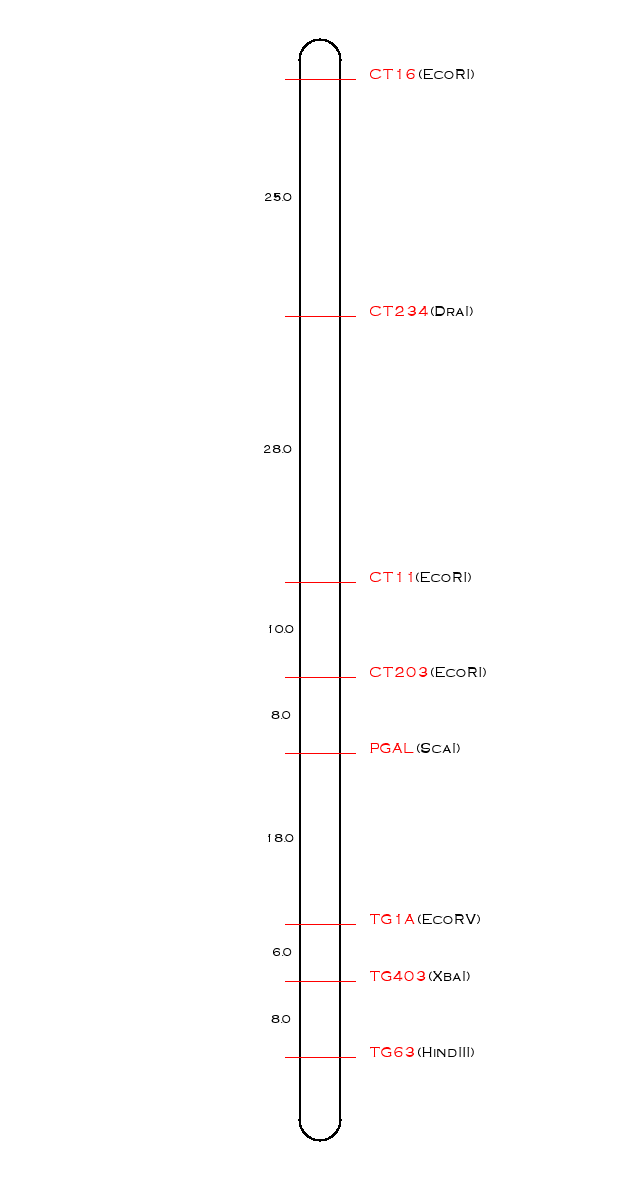 CT16(EcoRI)
25.0
CT234(DraI)
28.0
CT11(EcoRI)
10.0
CT203(EcoRI)
8.0
PGAL(ScaI)
18.0
TG1A(EcoRV)
6.0
TG403(XbaI)
8.0
TG63(HindIII)